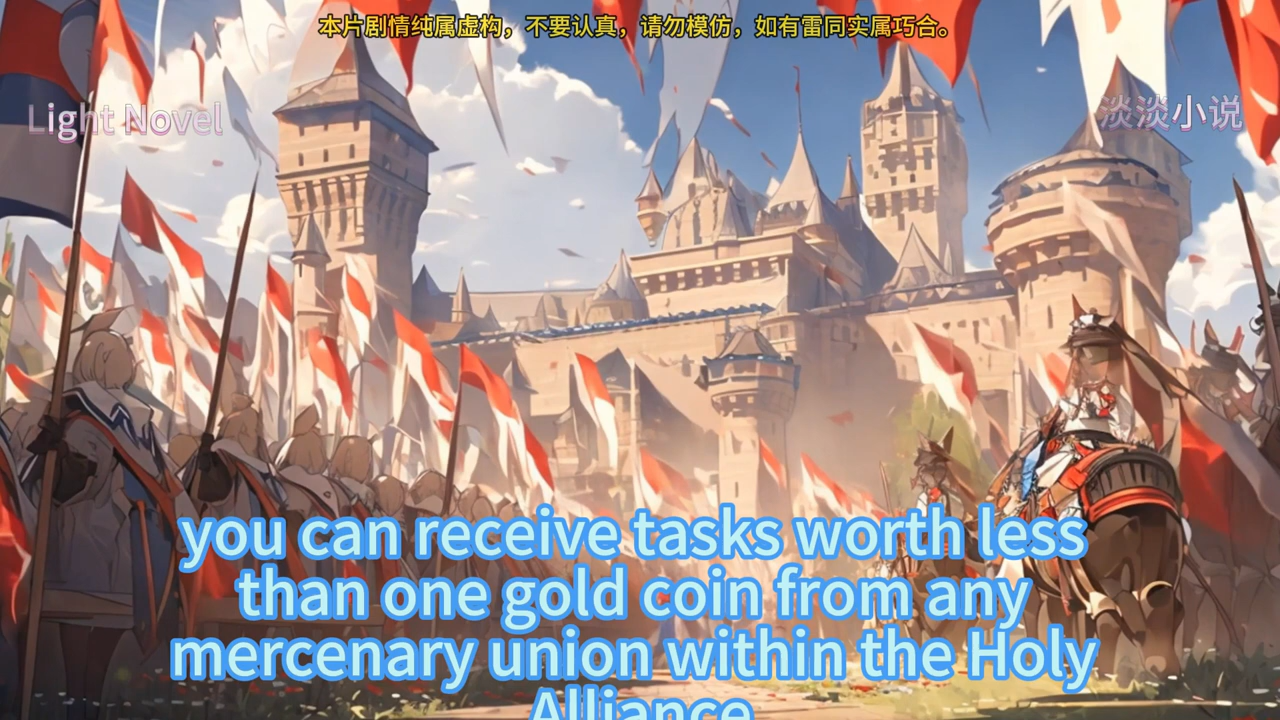 本片剧情纯属虚构，不要认真，请勿模仿，如有雷同实属巧合。
Light Novel
淡淡小说
you can receive tasks worth less
than one gold coin from any
mercenary union within the Holy
Alliance